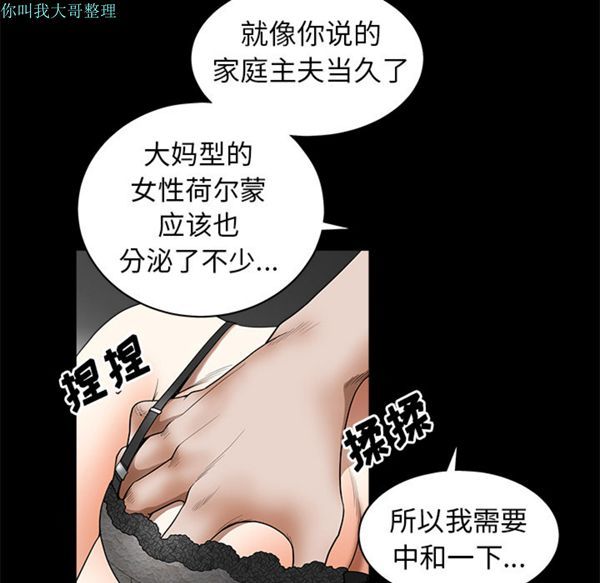 你叫我大哥整理
就像你说的
家庭主夫当久了
大妈型的
女性荷尔蒙
应该也
分泌了不少...
捏捏
揉揉
所以我需要
中和一下...